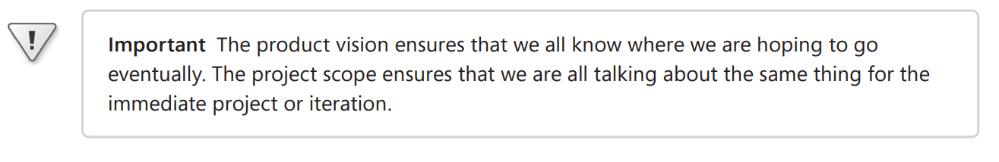 !
Important The product vision ensures that we all know where we are hoping to go
eventually. The project scope ensures that we are all talking about the same thing for the
immediate project or iteration.